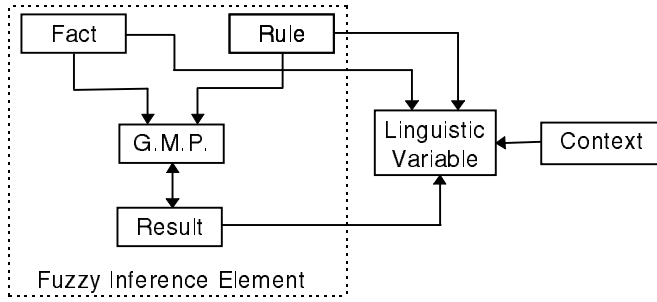 Fact
Rule
G.M.P.
Linguistic
Variable
Context
Result
Fuzzy Inference Element